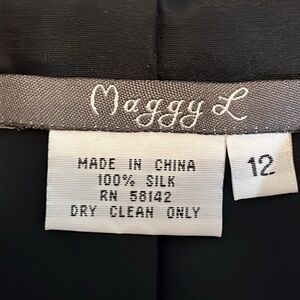 Maggy L
MADE IN CHINA
100% SILK
RN 58142
DRY CLEAN ONLY
12